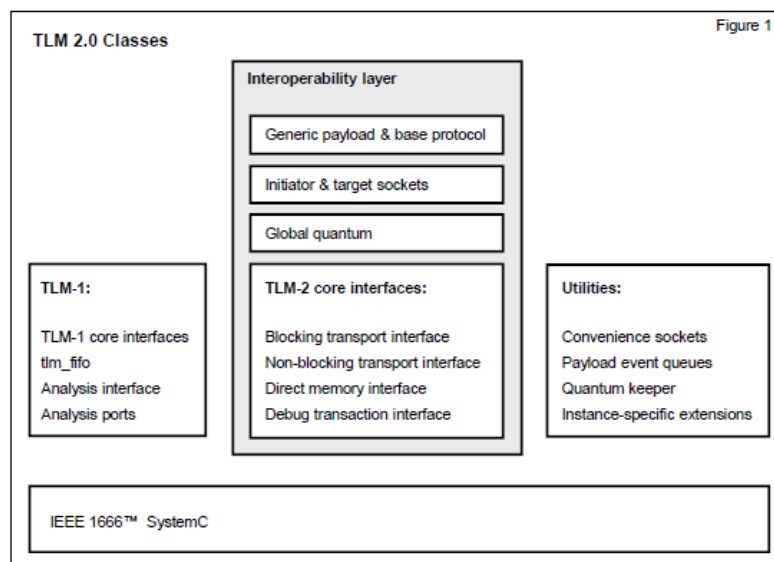 Figure 1
TLM 2.0 Classes
Interoperability layer
Generic payload & base protocol
Initiator & target sockets
Global quantum
TLM-1:
TLM-1 core interfaces
tlm_fifo
Analysis interface
Analysis ports
TLM-2 core interfaces:
Blocking transport interface
Non-blocking transport interface
Direct memory interface
Debug transaction interface
Utilities:
Convenience sockets
Payload event queues
Quantum keeper
Instance-specific extensions
IEEE 1666™ SystemC